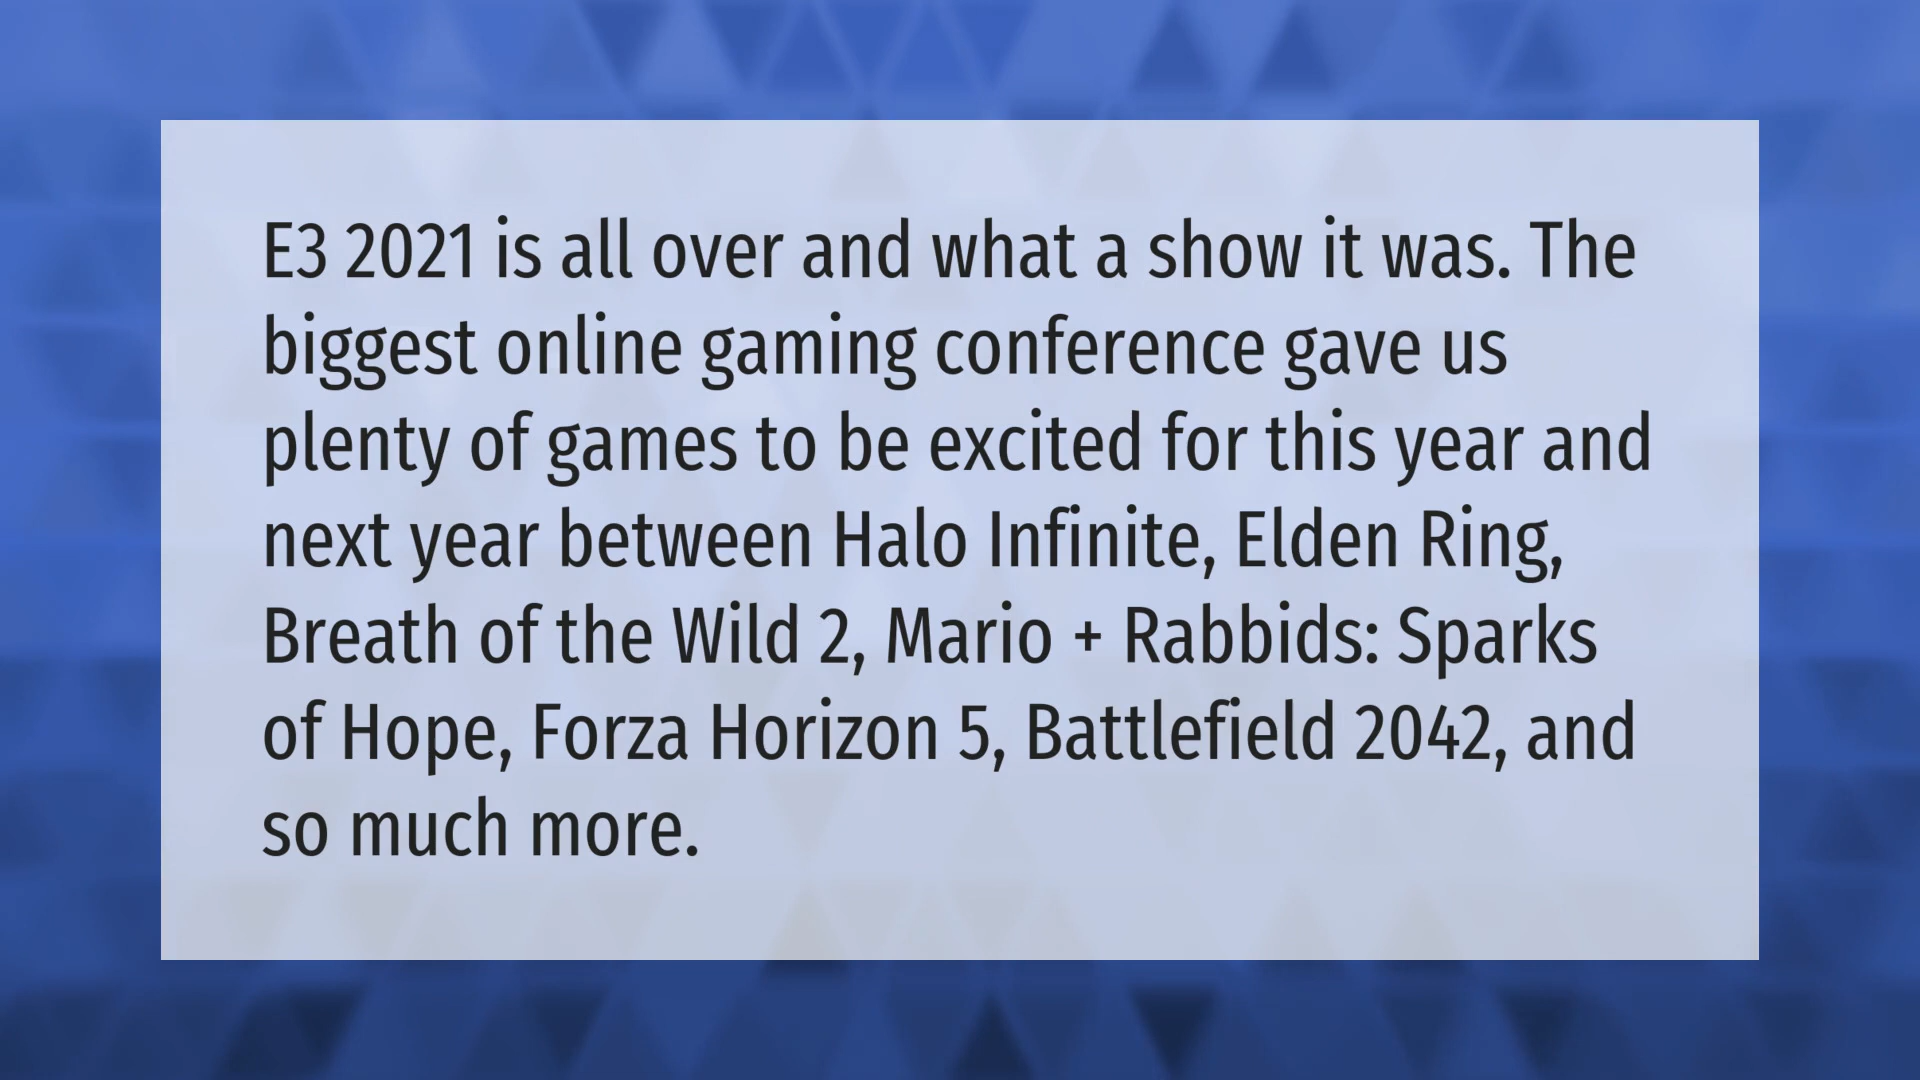 E3 2021 is all over and what a show it was. The
biggest online gaming conference gave us
plenty of games to be excited for this year and
next year between Halo Infinite, Elden Ring,
Breath of the Wild 2, Mario + Rabbids: Sparks
of Hope, Forza Horizon 5, Battlefield 2042, and
so much more.